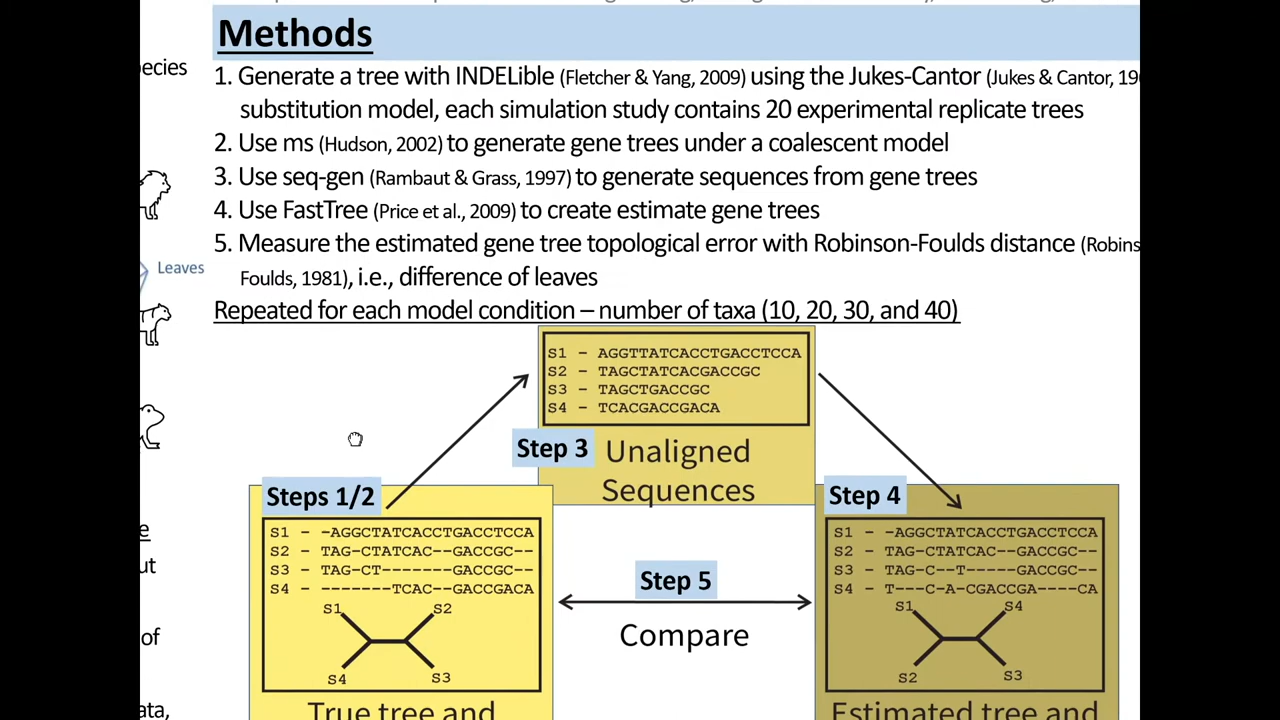 Methods
ecies
1. Generate a tree with INDELible (Fletcher & Yang, 2009) using the Jukes-Cantor (Jukes & Cantor, 19
substitution model, each simulation study contains 20 experimental replicate trees
2. Use ms (Hudson, 2002) to generate gene trees under a coalescent model
3. Use seq-gen (Rambaut & Grass, 1997) to generate sequences from gene trees
4. Use FastTree (Price et al., 2009) to create estimate gene trees
5. Measure the estimated gene tree topological error with Robinson-Foulds distance (Robins
Leaves
Foulds, 1981), i.e., difference of leaves
Repeated for each model condition – number of taxa (10, 20, 30, and 40)
S1 - AGGTTATCACCTGACCTCCA
S2 - TAGCTATCACGACCGC
S3 - TAGCTGACCGC
S4 - TCACGACCGACA
Step 3
Unaligned
Sequences
Steps 1/2
S1 - -AGGCTATCACCTGACCTCCA
S2 - TAG-CTATCAC--GACCGC--
S3 - TAG-CT-------GACCGC--
S4 - -------TCAC--GACCGACA
S1
S2
S4
S3
True tree and
Step 5
Compare
Step 4
S1 - -AGGCTATCACCTGACCTCCA
S2 - TAG-CTATCAC--GACCGC--
S3 - TAG-C--T-----GACCGC--
S4 - T---C-A-CGACCGA----CA
S1
S4
S2
S3
Estimated tree and
e
ut
of
ata,